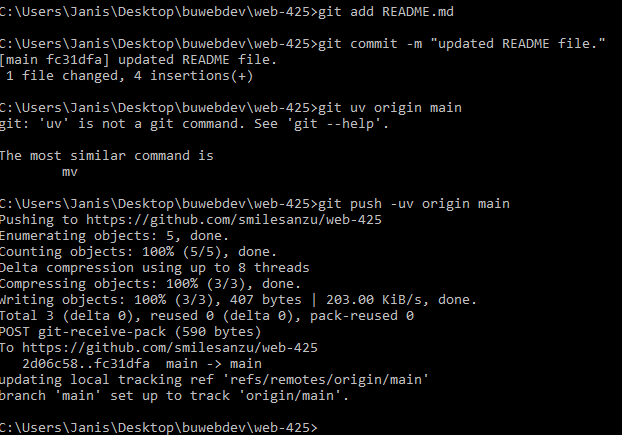 C:\Users\Janis\Desktop\buwebdev\web-425>git add README.md
C:\Users\Janis\Desktop\buwebdev\web-425>git commit -m "updated README file."
[main fc31dfa] updated README file.
 1 file changed, 4 insertions(+)
C:\Users\Janis\Desktop\buwebdev\web-425>git uv origin main
git: 'uv' is not a git command. See 'git --help'.
The most similar command is
        mv
C:\Users\Janis\Desktop\buwebdev\web-425>git push -uv origin main
Pushing to https://github.com/smilesanzu/web-425
Enumerating objects: 5, done.
Counting objects: 100% (5/5), done.
Delta compression using up to 8 threads
Compressing objects: 100% (3/3), done.
Writing objects: 100% (3/3), 407 bytes | 203.00 KiB/s, done.
Total 3 (delta 0), reused 0 (delta 0), pack-reused 0
POST git-receive-pack (590 bytes)
To https://github.com/smilesanzu/web-425
   2d06c58..fc31dfa  main -> main
updating local tracking ref 'refs/remotes/origin/main'
branch 'main' set up to track 'origin/main'.
C:\Users\Janis\Desktop\buwebdev\web-425>